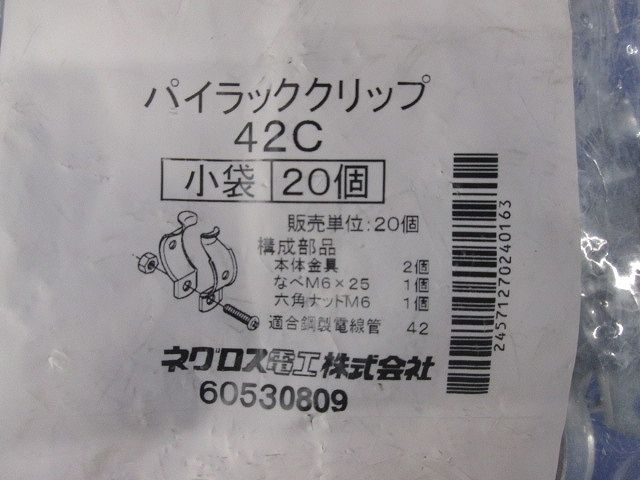 パイラッククリップ
42C
小袋 20個
販売単位:20個
構成部品
本体金具 2個
なべM6×25 1個
六角ナットM6 1個
適合鋼製電線管 42
ネグロス電工株式会社
60530809
24571270240163